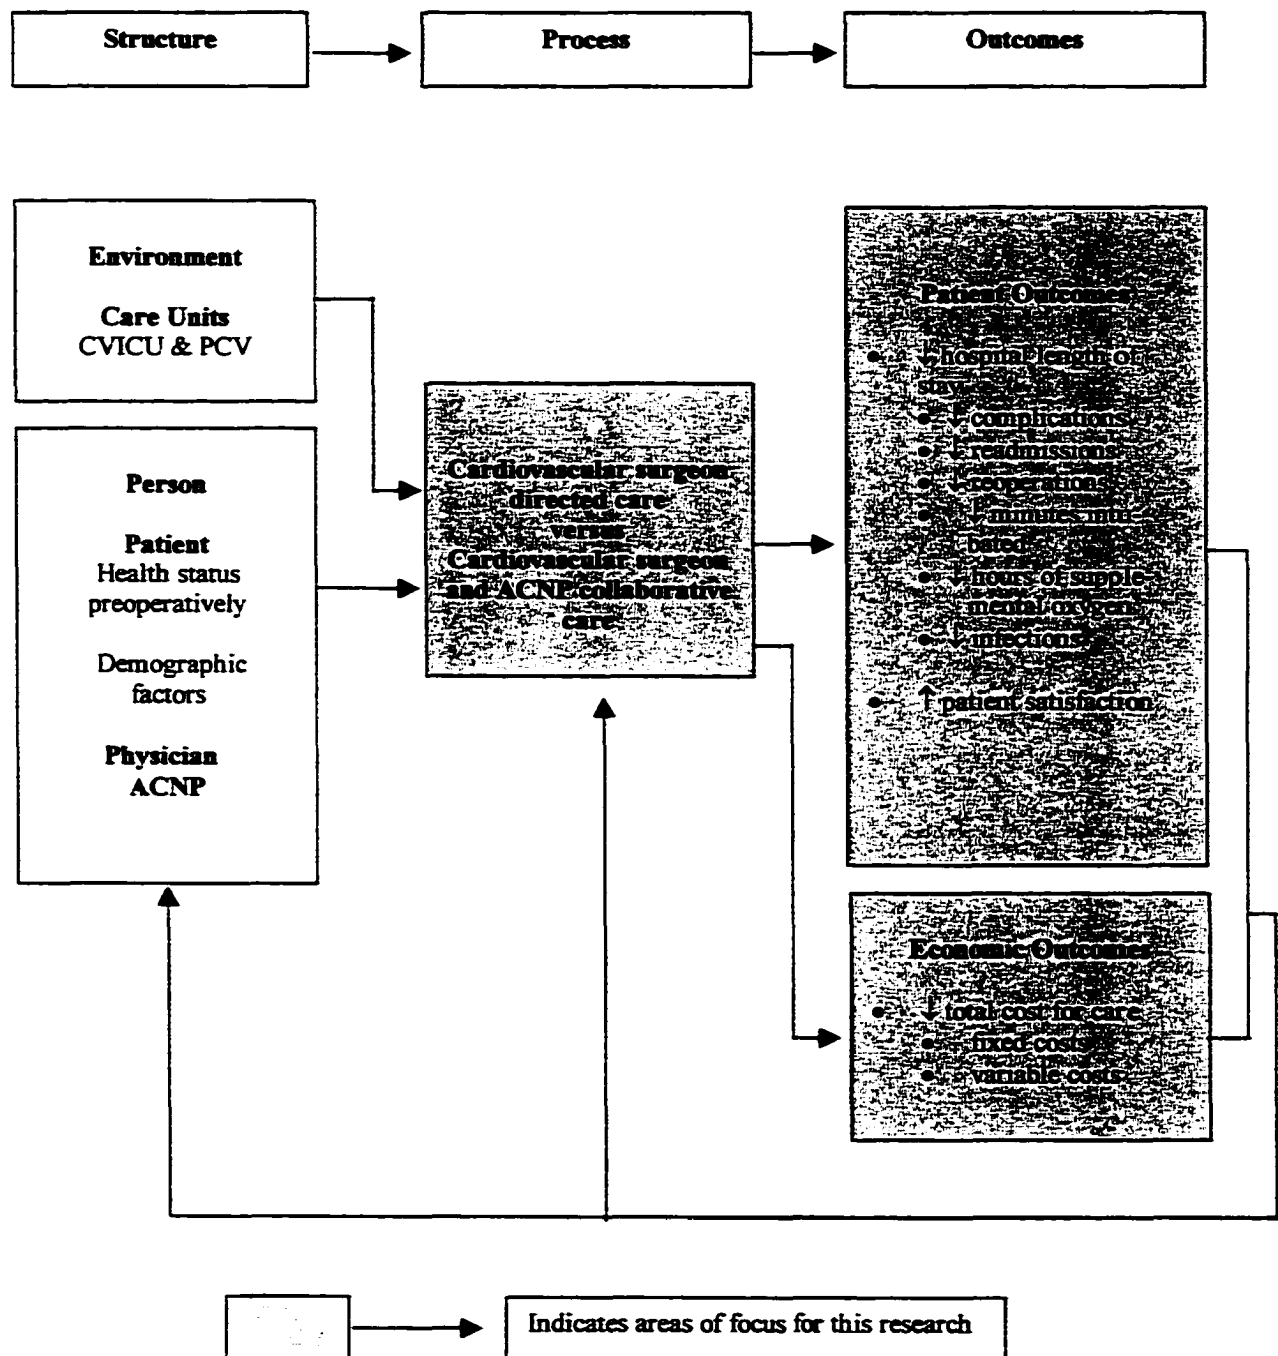 Structure
Process
Outcomes
Environment
Care Units
CVICU & PCV
Person
Patient
Health status
preoperatively
Demographic
factors
Physician
ACNP
Cardiovascular surgeon
directed care
versus
Cardiovascular surgeon
and ACNP collaborative
care
Patient Outcomes
• ↓ hospital length of
stay
• ↓ complications
• ↓ readmissions
• ↓ reoperations
• ↓ minutes intu-
bated
• ↓ hours of supple-
mental oxygen
• ↓ infections
• ↑ patient satisfaction
Economic Outcomes
• ↓ total cost for care
• fixed costs
• variable costs
Indicates areas of focus for this research